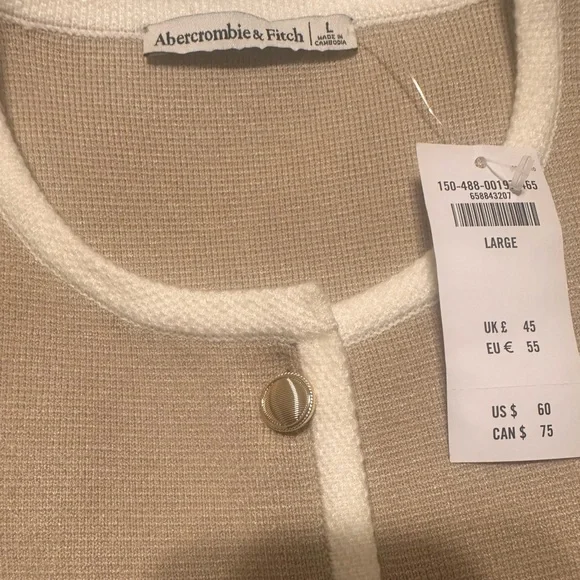 Abercrombie & Fitch
L
MADE IN
CAMBODIA
658843207
LARGE
UK £ 45
EU € 55
US $ 60
CAN $ 75